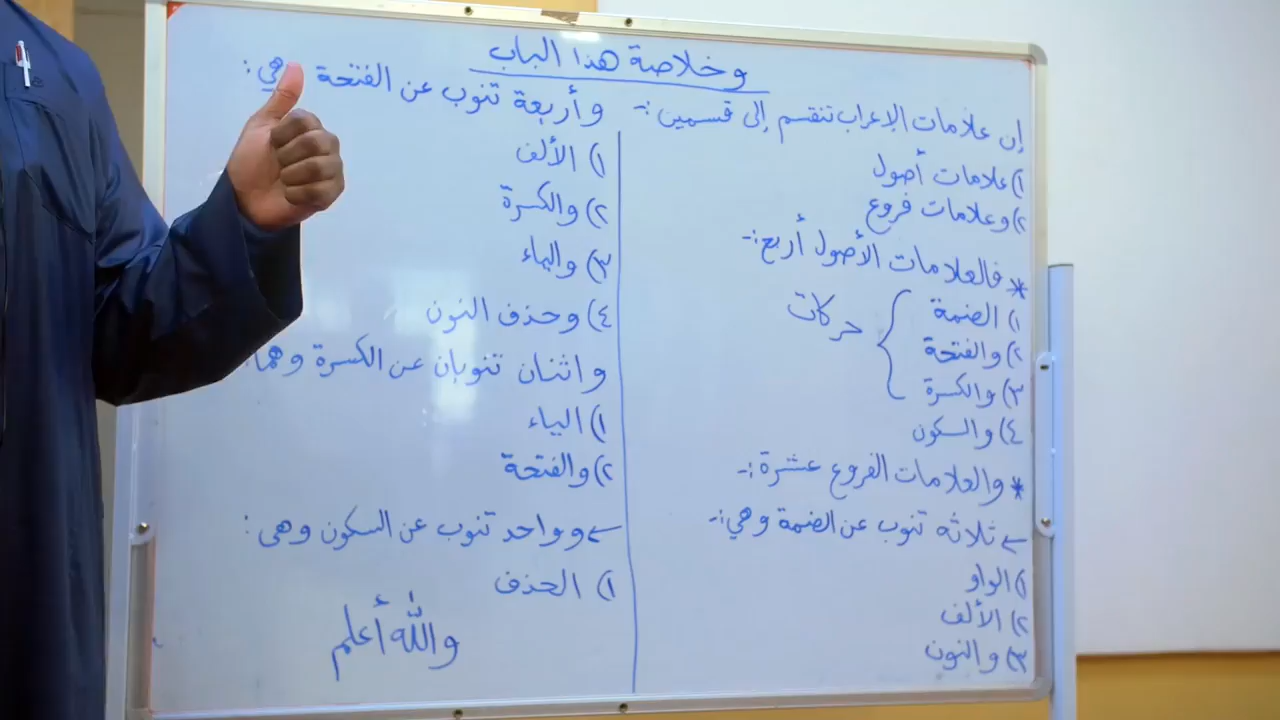 وخلاصة هذا الباب
إن علامات الإعراب تنقسم إلى قسمين :-
١) علامات أصول
٢) وعلامات فروع
* فالعلامات الأصول أربع :-
١) الضمة
٢) والفتحة
٣) والكسرة
حركات
٤) والسكون
* والعلامات الفروع عشرة :-
← ثلاثة تنوب عن الضمة وهي :-
١) الواو
٢) الألف
٣) والنون
وأربعة تنوب عن الفتحة وهي :
١) الألف
٢) والكسرة
٣) والياء
٤) وحذف النون
واثنان تنوبان عن الكسرة وهما :
١) الياء
٢) والفتحة
← وواحد تنوب عن السكون وهي :
١) الحذف
والله أعلم